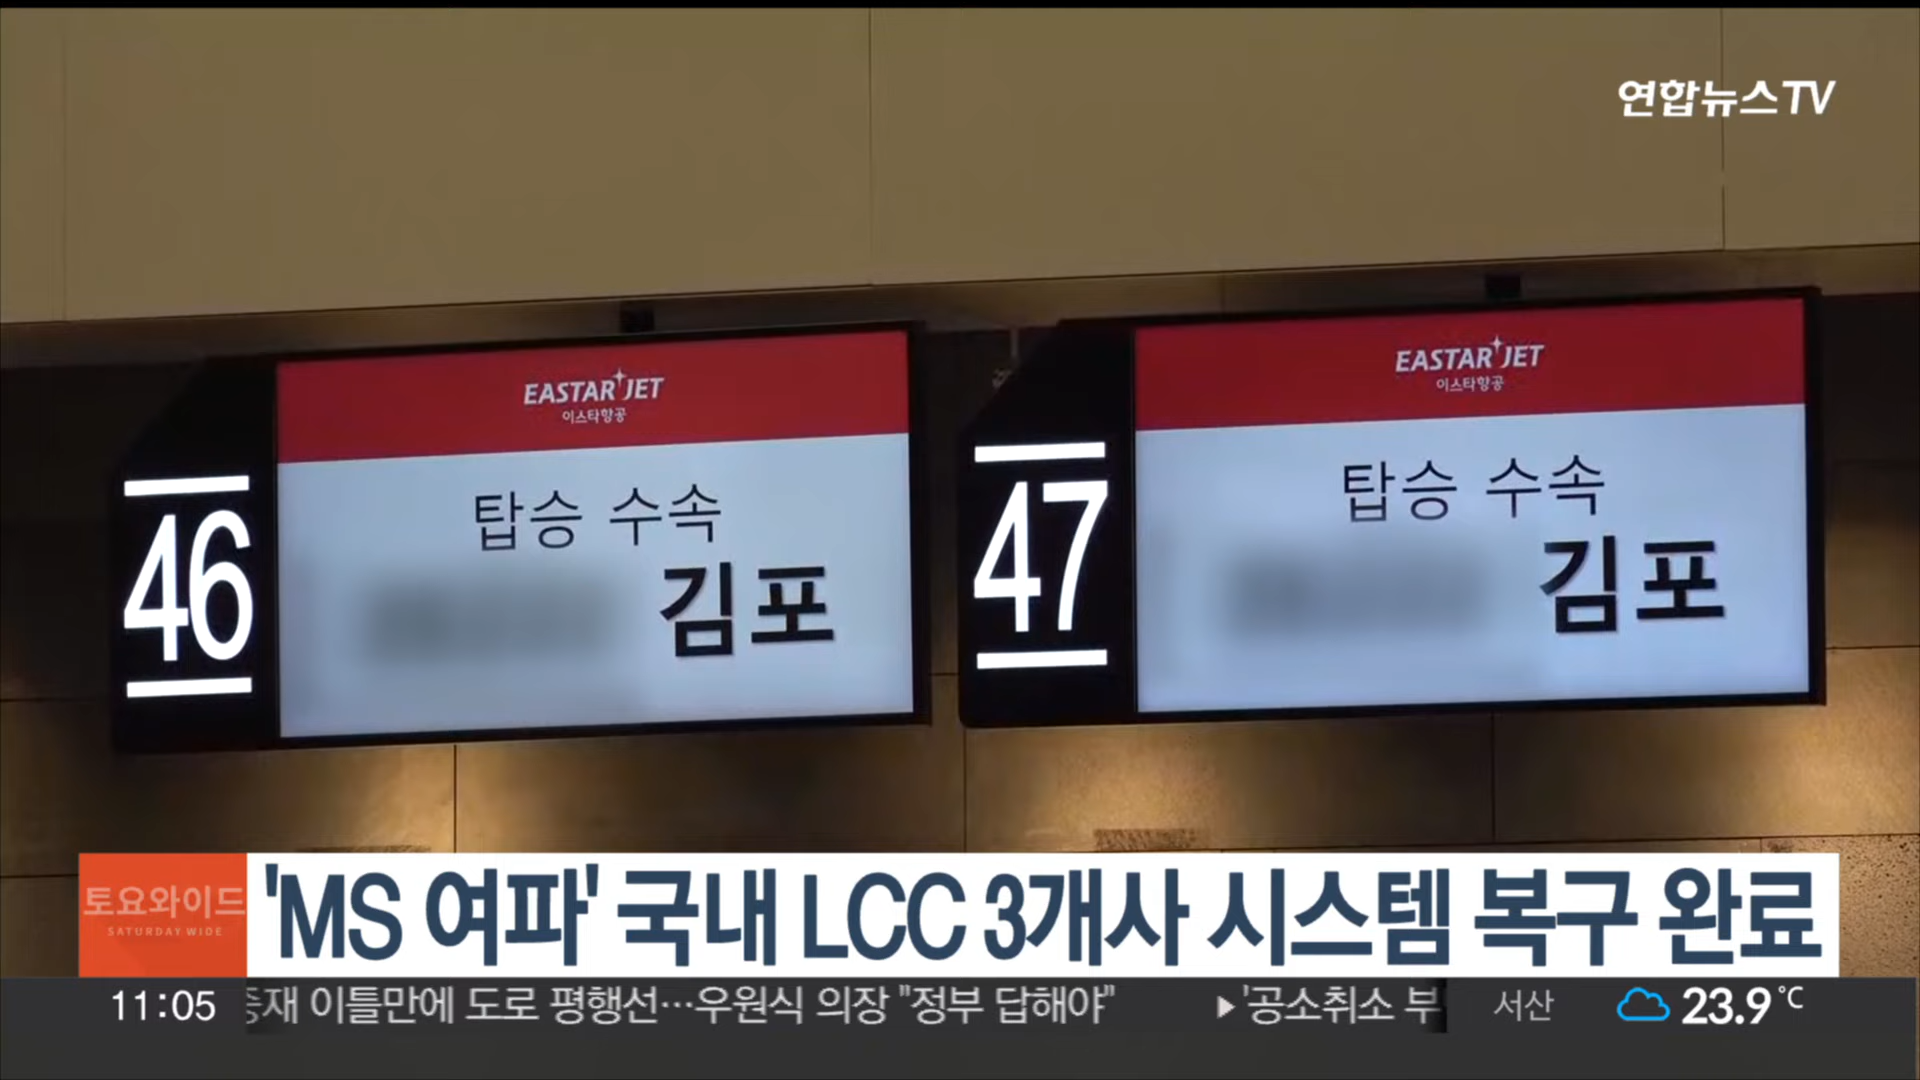 연합뉴스TV
EASTAR JET
이스타항공
46
탑승 수속
김포
EASTAR JET
이스타항공
47
탑승 수속
김포
토요와이드
SATURDAY WIDE
'MS 여파' 국내 LCC 3개사 시스템 복구 완료
11:05
중재 이틀만에 도로 평행선…우원식 의장 "정부 답해야"
▶'공소취소 부
서산
23.9℃